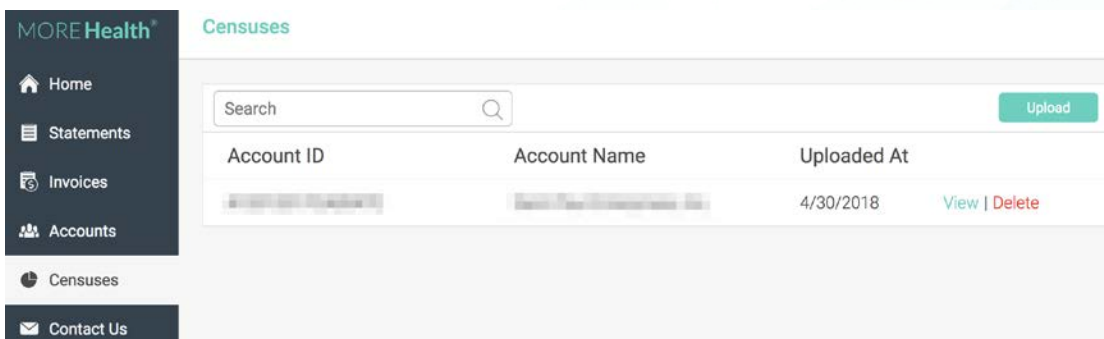 MOREHealth®
Censuses
Home
Search
Upload
Statements
Account ID Account Name Uploaded At
Invoices
4/30/2018 View | Delete
Accounts
Censuses
Contact Us